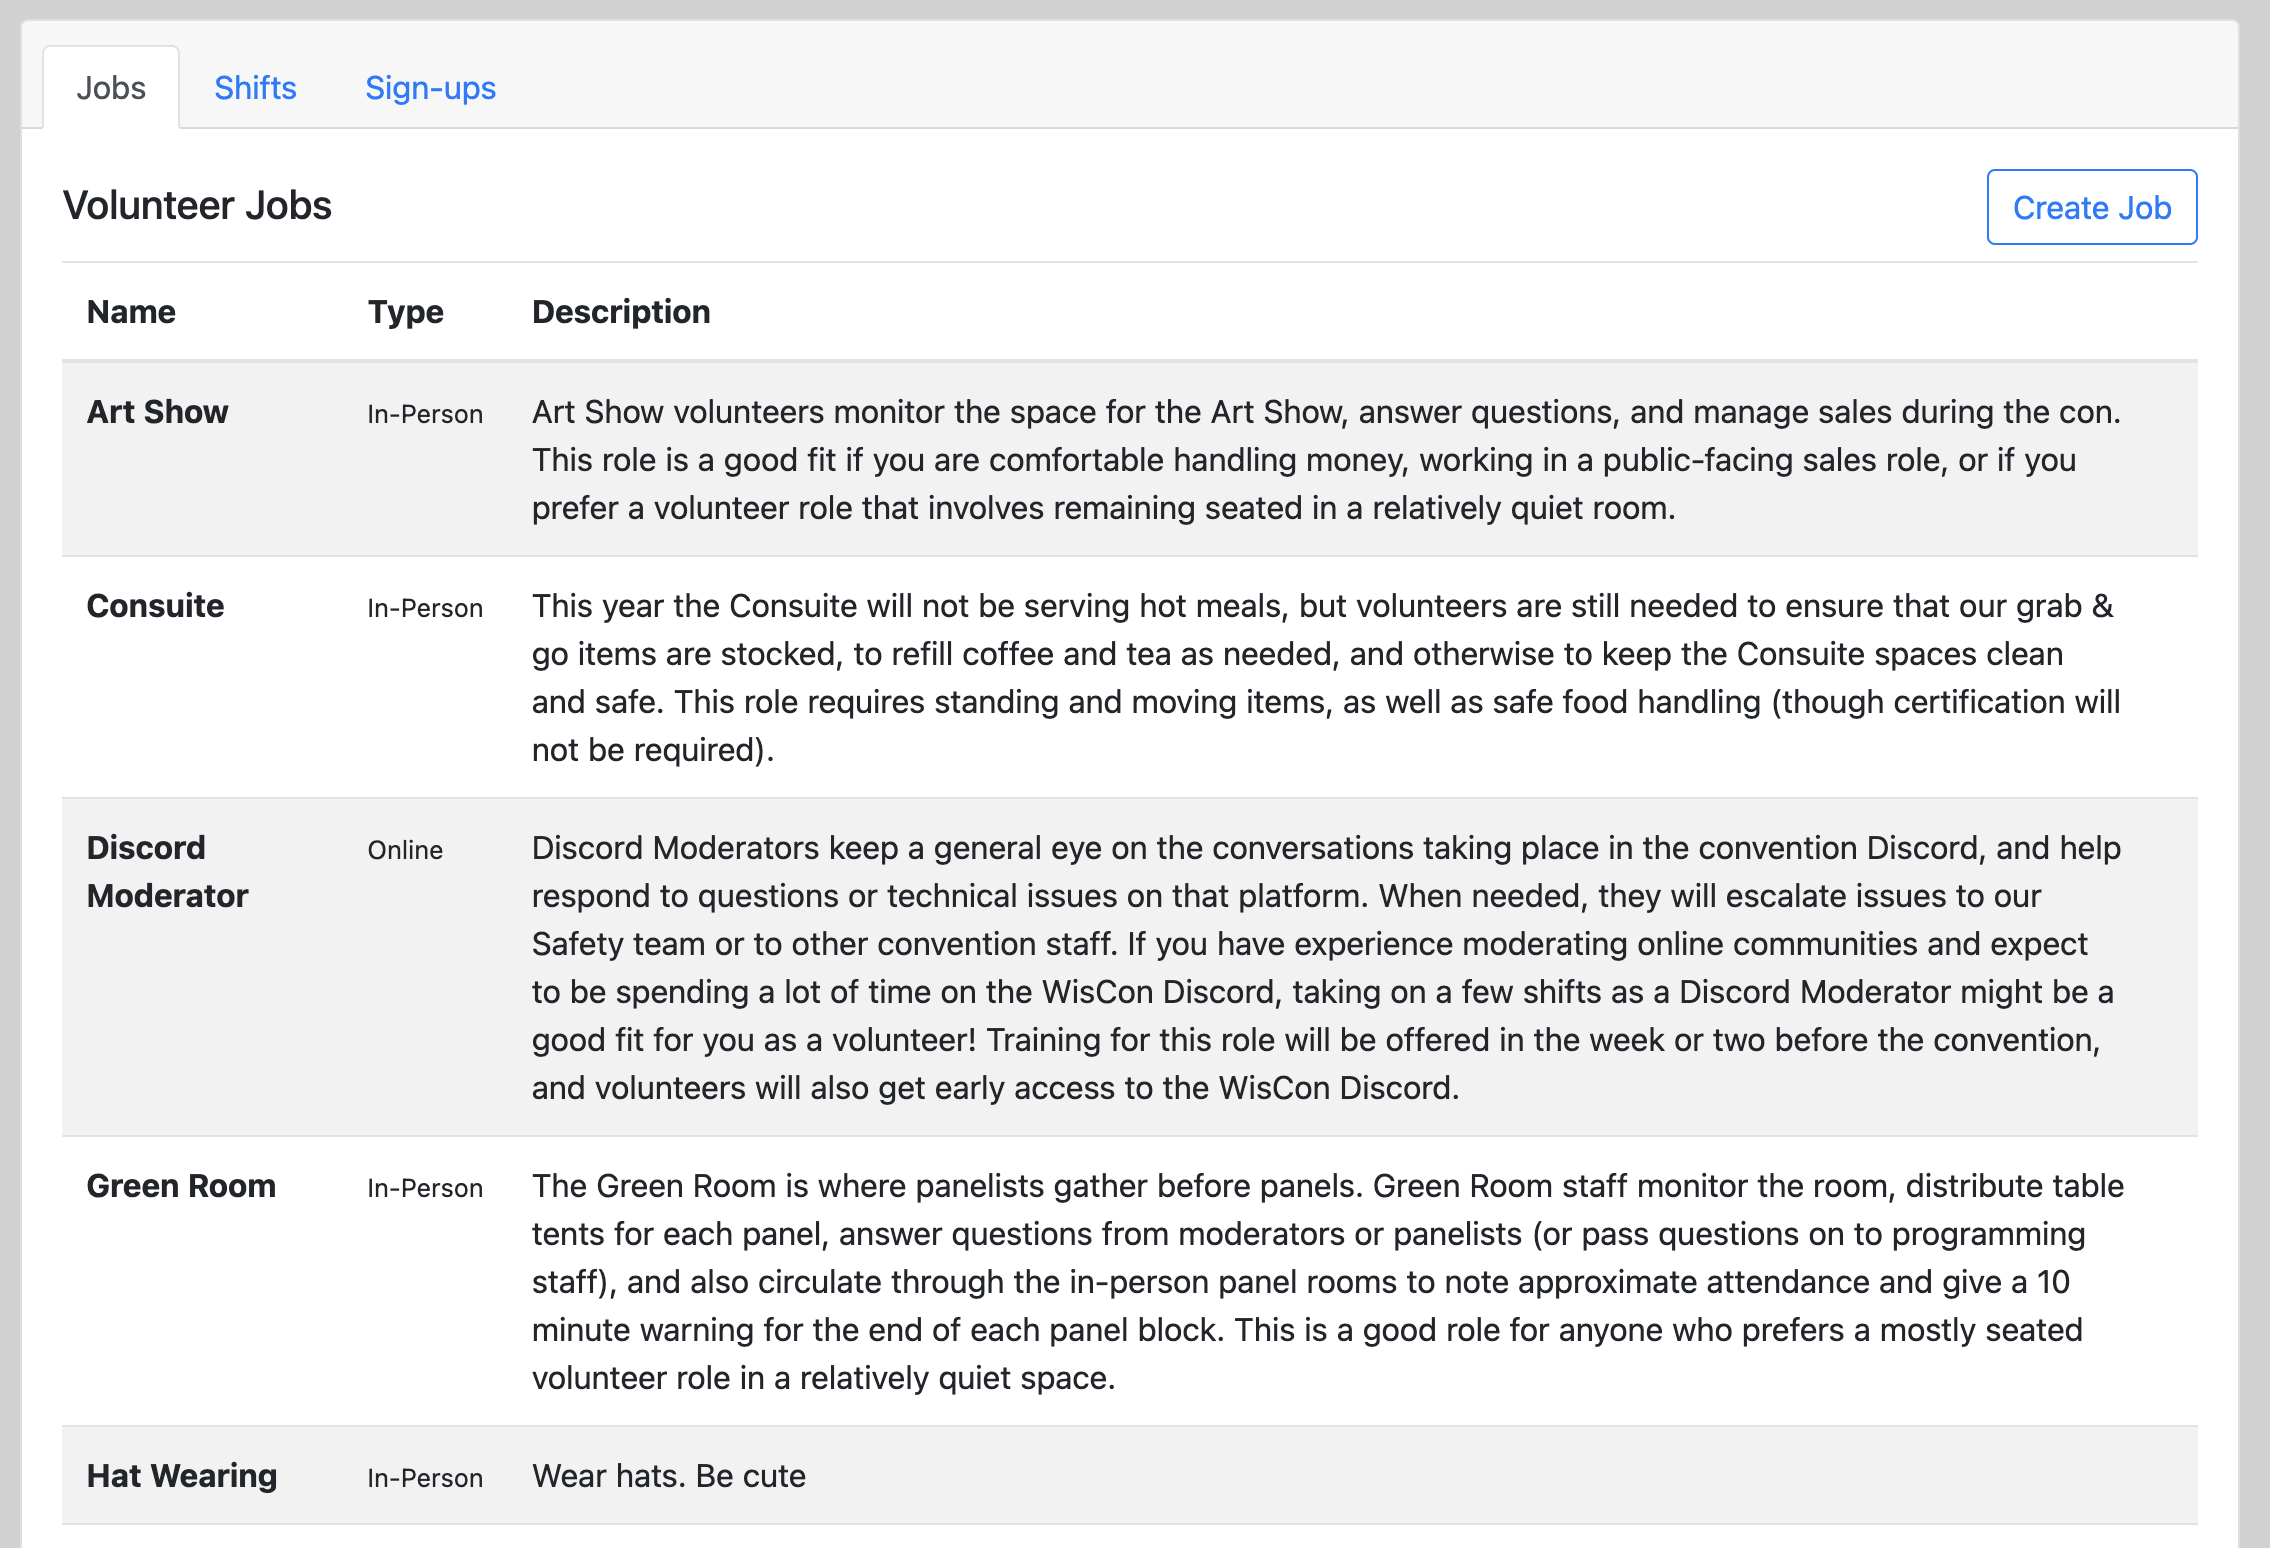 Jobs Shifts Sign-ups
Volunteer Jobs
Create Job
Name Type Description
Art Show In-Person Art Show volunteers monitor the space for the Art Show, answer questions, and manage sales during the con.
This role is a good fit if you are comfortable handling money, working in a public-facing sales role, or if you
prefer a volunteer role that involves remaining seated in a relatively quiet room.
Consuite In-Person This year the Consuite will not be serving hot meals, but volunteers are still needed to ensure that our grab &
go items are stocked, to refill coffee and tea as needed, and otherwise to keep the Consuite spaces clean
and safe. This role requires standing and moving items, as well as safe food handling (though certification will
not be required).
Discord Online Discord Moderators keep a general eye on the conversations taking place in the convention Discord, and help
Moderator respond to questions or technical issues on that platform. When needed, they will escalate issues to our
Safety team or to other convention staff. If you have experience moderating online communities and expect
to be spending a lot of time on the WisCon Discord, taking on a few shifts as a Discord Moderator might be a
good fit for you as a volunteer! Training for this role will be offered in the week or two before the convention,
and volunteers will also get early access to the WisCon Discord.
Green Room In-Person The Green Room is where panelists gather before panels. Green Room staff monitor the room, distribute table
tents for each panel, answer questions from moderators or panelists (or pass questions on to programming
staff), and also circulate through the in-person panel rooms to note approximate attendance and give a 10
minute warning for the end of each panel block. This is a good role for anyone who prefers a mostly seated
volunteer role in a relatively quiet space.
Hat Wearing In-Person Wear hats. Be cute